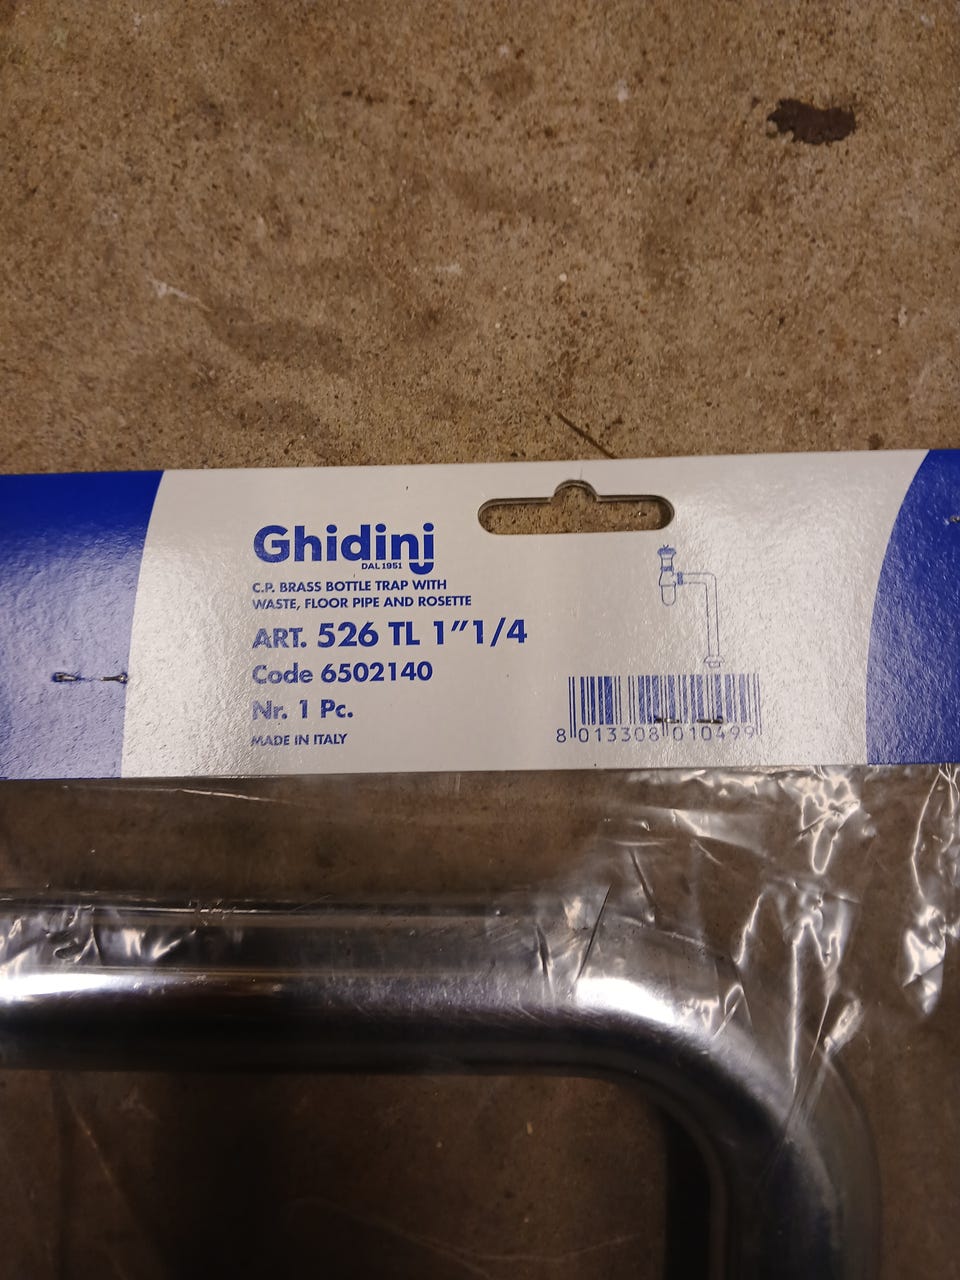 Ghidini
DAL 1951
C.P. BRASS BOTTLE TRAP WITH
WASTE, FLOOR PIPE AND ROSETTE
ART. 526 TL 1"1/4
Code 6502140
Nr. 1 Pc.
MADE IN ITALY
8 013308 010499